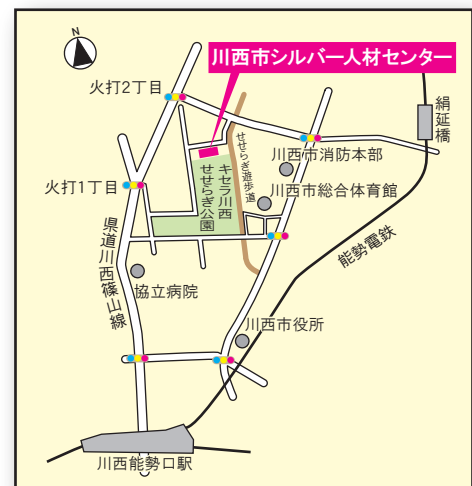 N
川西市シルバー人材センター
火打2丁目
絹延橋
川西市消防本部
せせらぎ遊歩道
キセラ川西
せせらぎ公園
川西市総合体育館
火打1丁目
県道川西篠山線
能勢電鉄
協立病院
川西市役所
川西能勢口駅